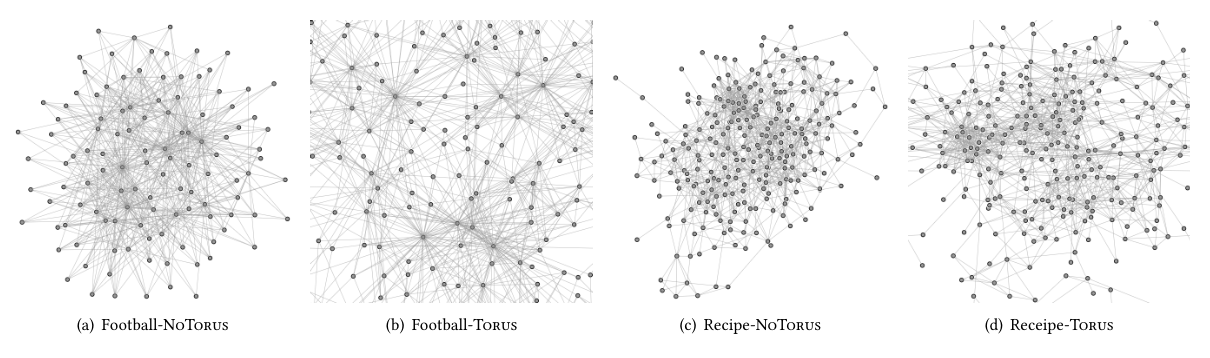 (a) Football-NoTorus
(b) Football-Torus
(c) Recipe-NoTorus
(d) Receipe-Torus